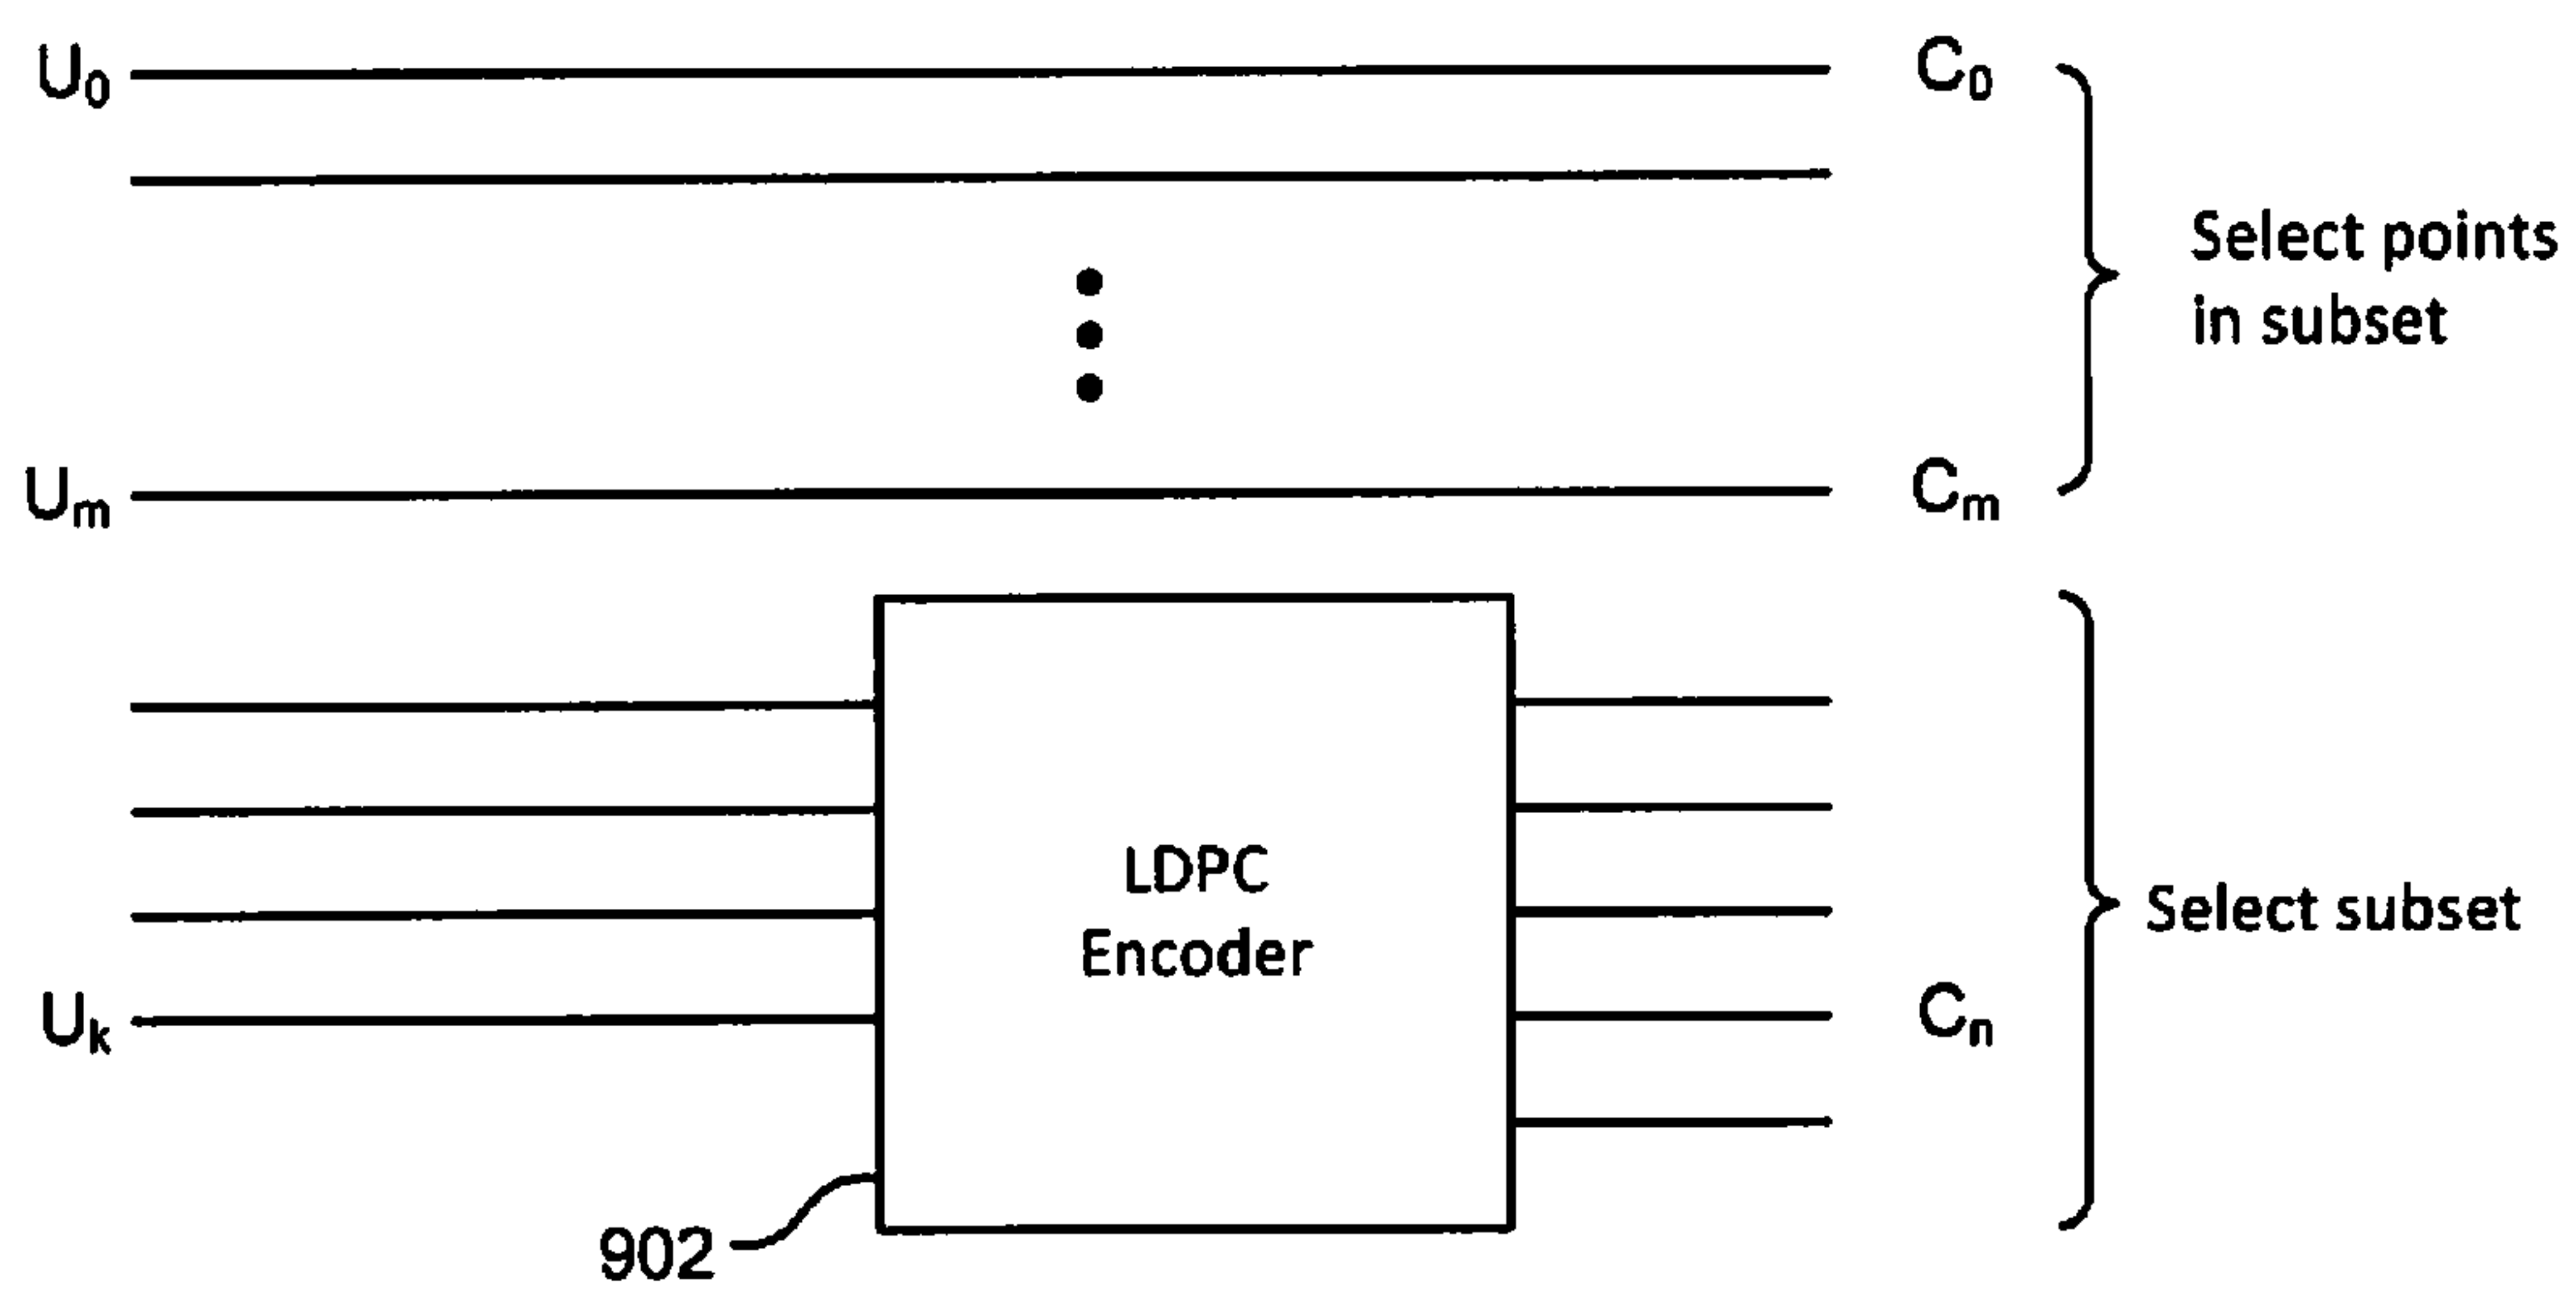 U₀
C₀
Select points
in subset
Uₘ
Cₘ
LDPC
Encoder
Select subset
Uₖ
Cₙ
902